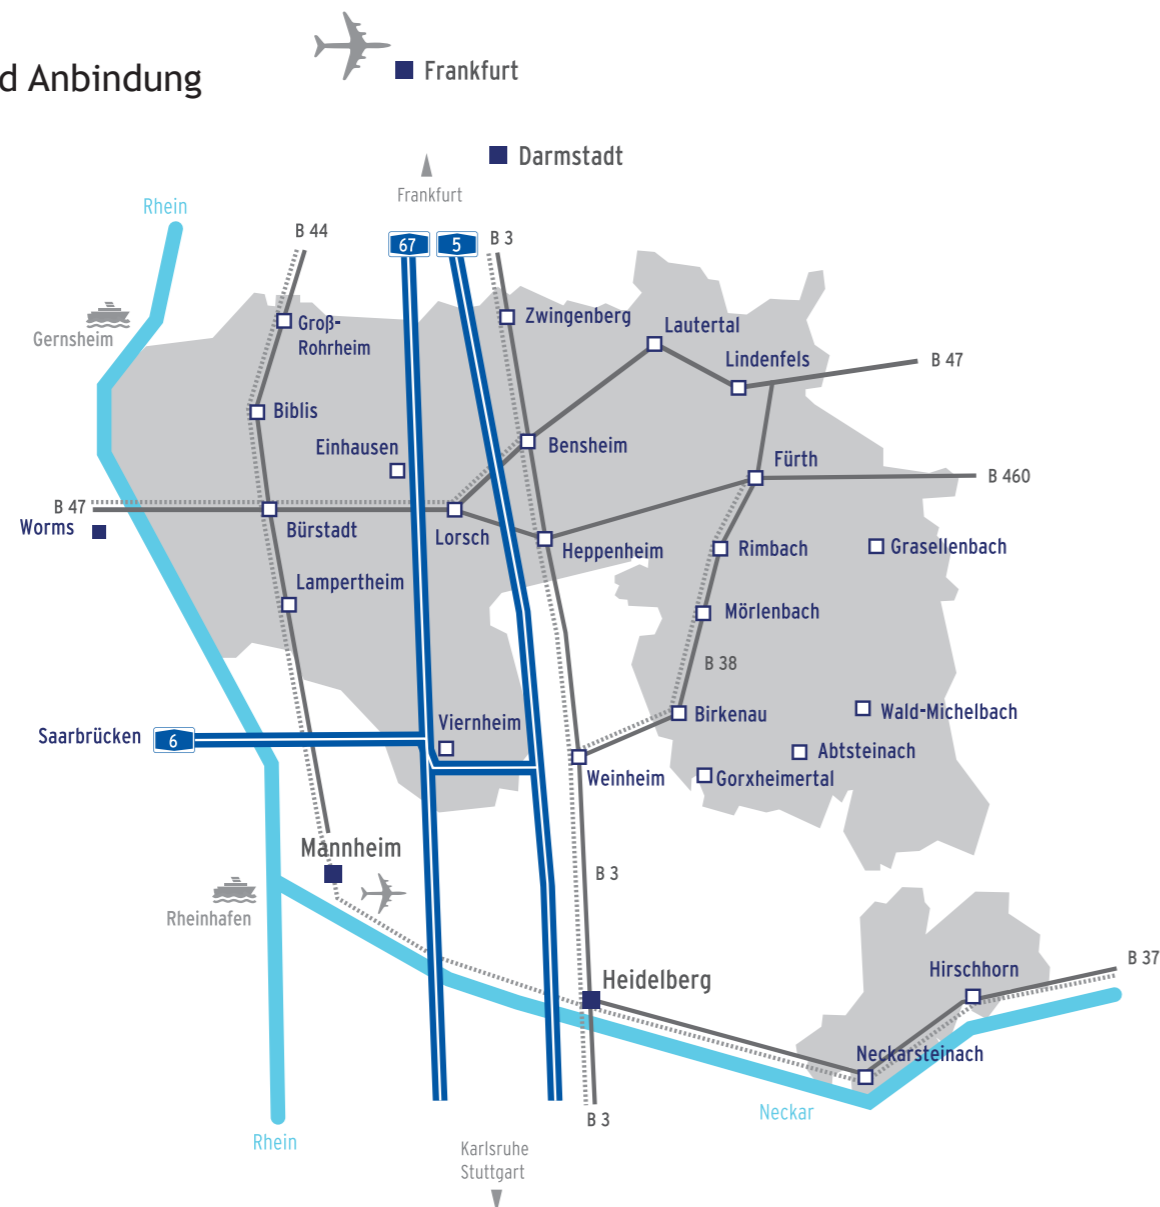 Frankfurt
d Anbindung
Darmstadt
Frankfurt
Rhein
B 44
67
5
B 3
Gernsheim
Groß-
Rohrheim
Zwingenberg
Lautertal
Lindenfels
B 47
Biblis
Einhausen
Bensheim
Fürth
B 460
B 47
Worms
Bürstadt
Lorsch
Heppenheim
Rimbach
Grasellenbach
Lampertheim
Mörlenbach
B 38
Saarbrücken
6
Viernheim
Birkenau
Wald-Michelbach
Abtsteinach
Weinheim
Gorxheimertal
Mannheim
B 3
Rheinhafen
Heidelberg
Hirschhorn
B 37
Neckarsteinach
Neckar
B 3
Rhein
Karlsruhe
Stuttgart